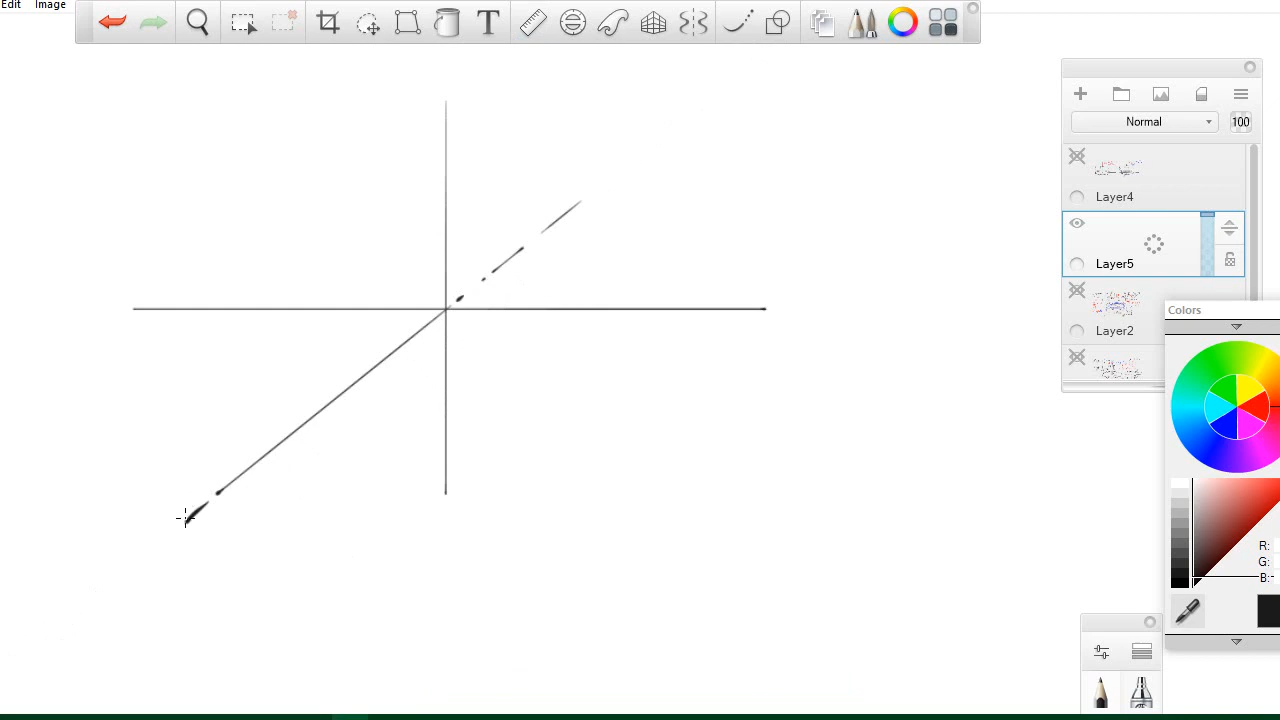 Edit Image
T
Normal 100
Layer4
Layer5
Layer2
Colors
R:
G:
B: